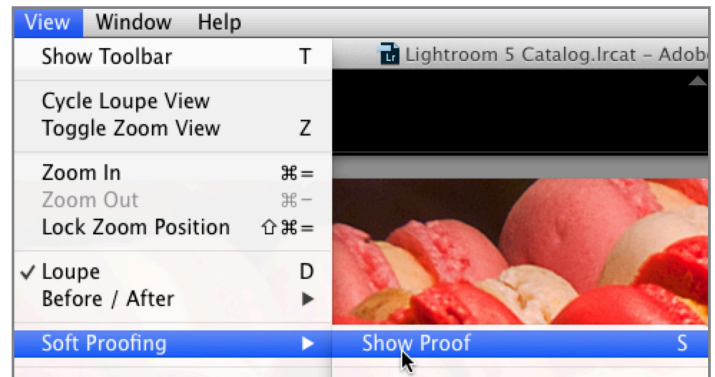 View Window Help
Lightroom 5 Catalog.lrcat – Adob
Show Toolbar T
Cycle Loupe View
Toggle Zoom View Z
Zoom In ⌘=
Zoom Out ⌘−
Lock Zoom Position ⇧⌘=
✓ Loupe D
Before / After ▶
Soft Proofing ▶
Show Proof S